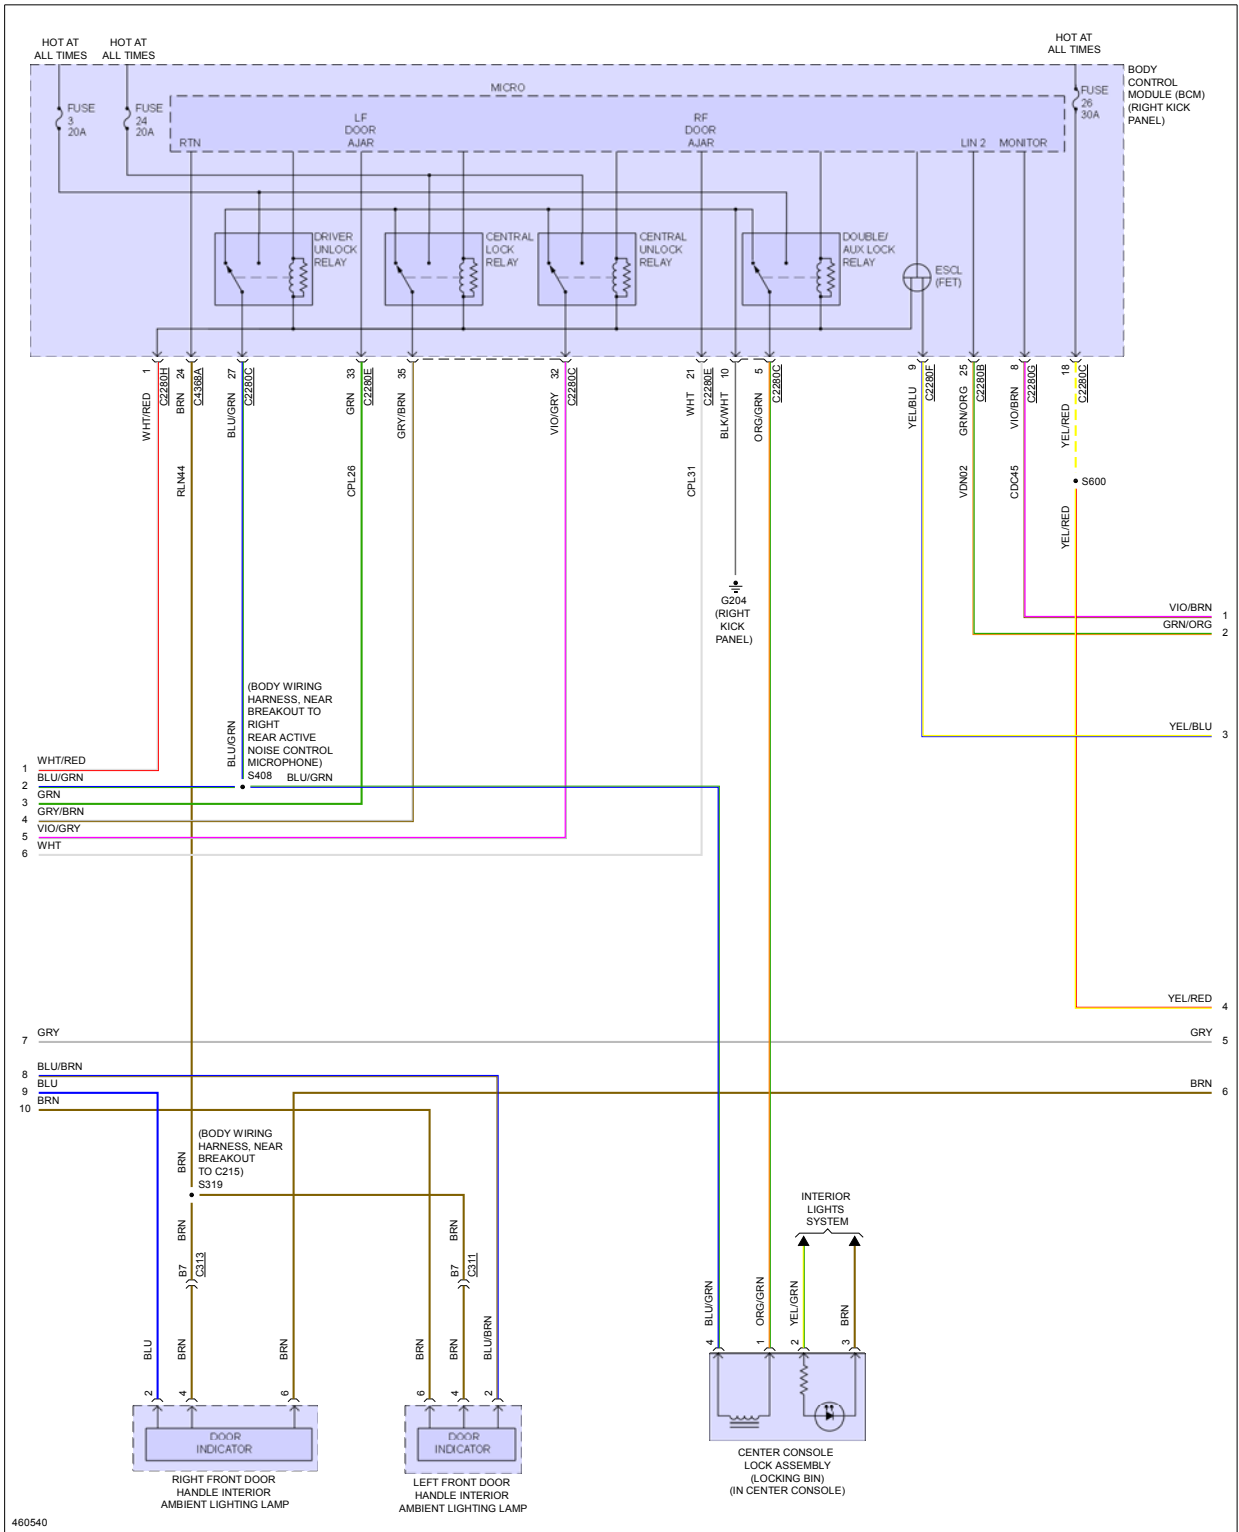 HOT AT
ALL TIMES
HOT AT
ALL TIMES
HOT AT
ALL TIMES
BODY
CONTROL
MODULE (BCM)
(RIGHT KICK
PANEL)
FUSE
3
20A
FUSE
24
20A
MICRO
FUSE
26
30A
RTN
LF
DOOR
AJAR
RF
DOOR
AJAR
LIN 2
MONITOR
DRIVER
UNLOCK
RELAY
CENTRAL
LOCK
RELAY
CENTRAL
UNLOCK
RELAY
DOUBLE/
AUX LOCK
RELAY
ESCL
(FET)
1
C2280H
24
C4368A
27
C2280C
33
C2280E
35
32
C2280C
21
C2280E
10
5
C2280C
9
C2280F
25
C2280B
8
C2280G
18
C2280C
WHT/RED
BRN
BLU/GRN
GRN
GRY/BRN
VIO/GRY
WHT
BLK/WHT
ORG/GRN
YEL/BLU
GRN/ORG
VIO/BRN
YEL/RED
RLN44
CPL26
CPL31
VDN02
CDC45
S600
YEL/RED
G204
(RIGHT
KICK
PANEL)
VIO/BRN 1
GRN/ORG 2
(BODY WIRING
HARNESS, NEAR
BREAKOUT TO
RIGHT
REAR ACTIVE
NOISE CONTROL
MICROPHONE)
S408
BLU/GRN
BLU/GRN
YEL/BLU 3
1 WHT/RED
2 BLU/GRN
3 GRN
4 GRY/BRN
5 VIO/GRY
6 WHT
YEL/RED 4
7 GRY
GRY 5
8 BLU/BRN
9 BLU
10 BRN
BRN 6
(BODY WIRING
HARNESS, NEAR
BREAKOUT
TO C215)
S319
BRN
BRN
BRN
B7
C313
B7
C311
INTERIOR
LIGHTS
SYSTEM
BLU
BRN
BRN
BRN
BRN
BLU/BRN
BLU/GRN
ORG/GRN
YEL/GRN
BRN
2
4
6
6
4
2
4
1
2
3
DOOR
INDICATOR
DOOR
INDICATOR
RIGHT FRONT DOOR
HANDLE INTERIOR
AMBIENT LIGHTING LAMP
LEFT FRONT DOOR
HANDLE INTERIOR
AMBIENT LIGHTING LAMP
CENTER CONSOLE
LOCK ASSEMBLY
(LOCKING BIN)
(IN CENTER CONSOLE)
460540